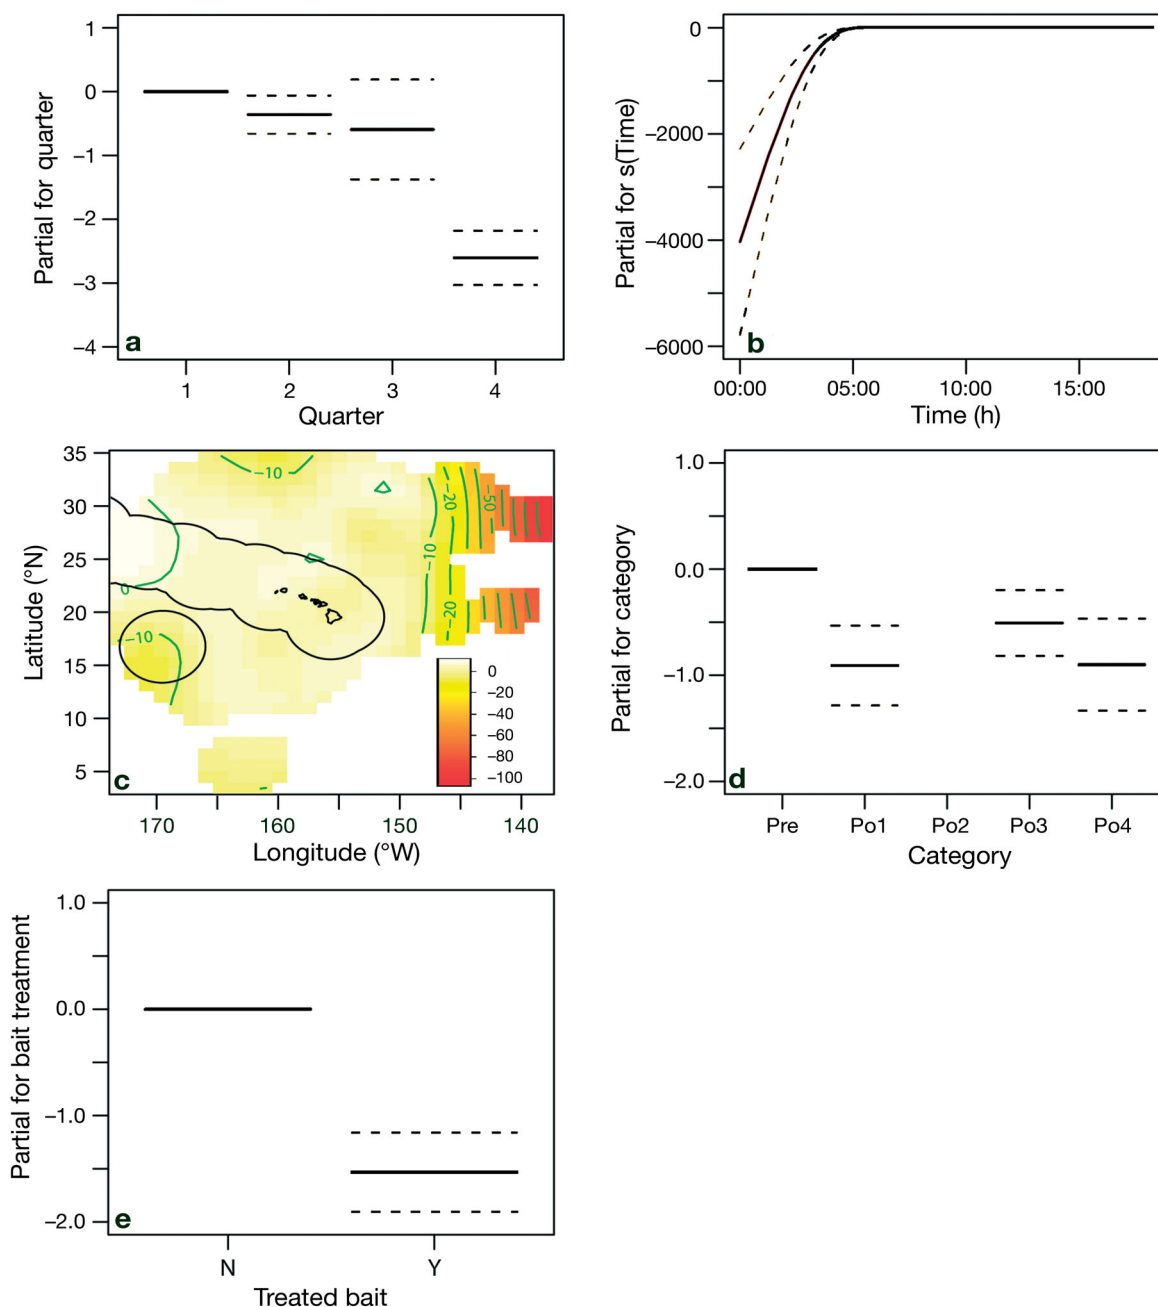 1
0
−1
−2
−3
−4
Partial for quarter
a
1 2 3 4
Quarter
0
−2000
−4000
−6000
Partial for s(Time)
b
00:00 05:00 10:00 15:00
Time (h)
35
30
25
20
15
10
5
Latitude (°N)
−10
−20
−50
−10
0
−20
−10
0
−20
−40
−60
−80
−100
c
170 160 150 140
Longitude (°W)
1.0
0.0
−1.0
−2.0
Partial for category
d
Pre Po1 Po2 Po3 Po4
Category
1.0
0.0
−1.0
−2.0
Partial for bait treatment
e
N Y
Treated bait